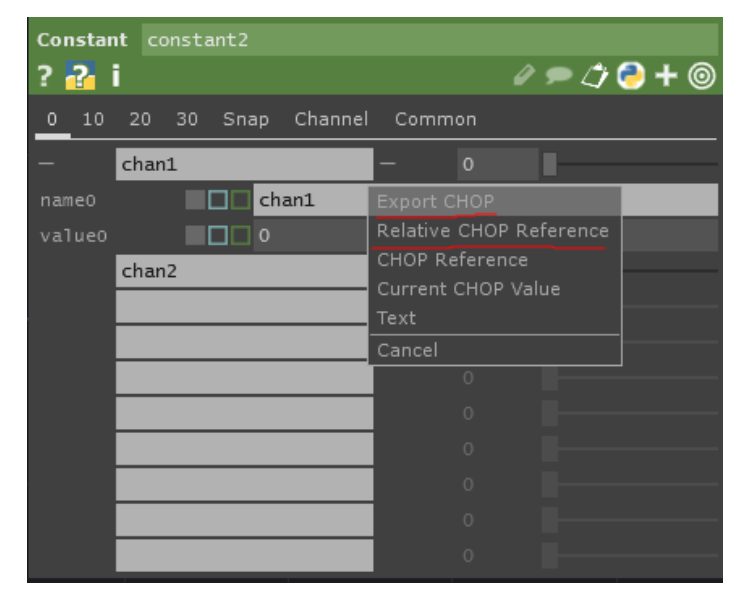 Constant constant2
? ? i
0 10 20 30 Snap Channel Common
chan1 0
name0 chan1
value0 0
Export CHOP
Relative CHOP Reference
CHOP Reference
Current CHOP Value
Text
Cancel
chan2
0
0
0
0
0
0